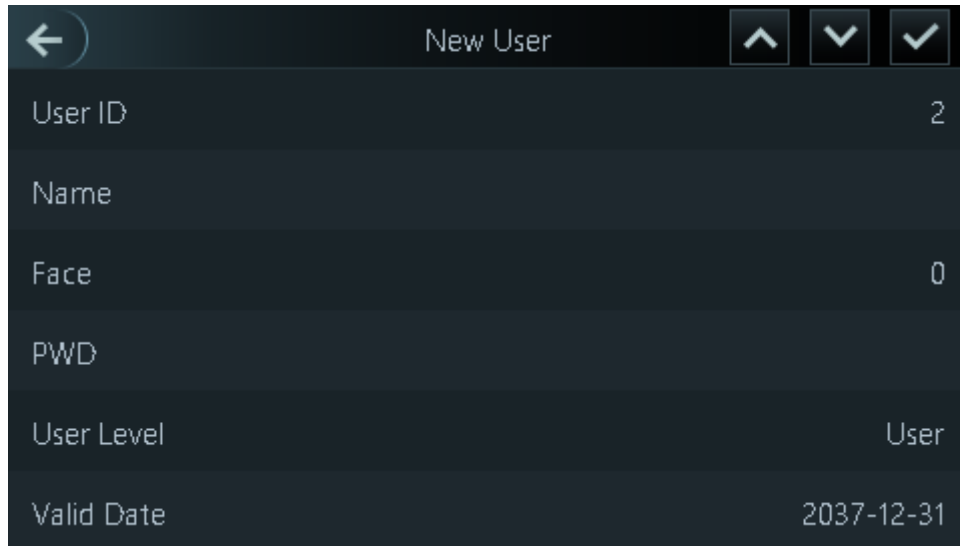 New User
User ID 2
Name
Face 0
PWD
User Level User
Valid Date 2037-12-31